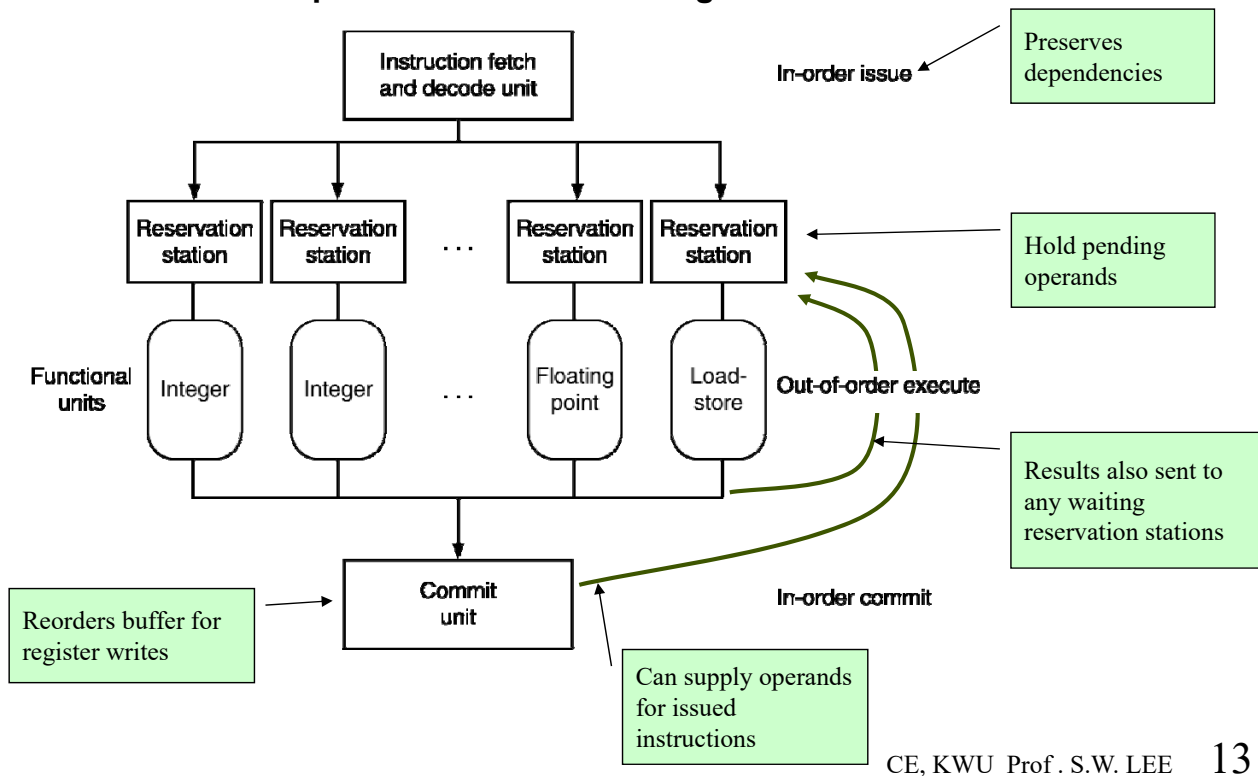 Instruction fetch
and decode unit
In-order issue
Preserves
dependencies
Reservation
station
Reservation
station
. . .
Reservation
station
Reservation
station
Hold pending
operands
Functional
units
Integer
Integer
. . .
Floating
point
Load-
store
Out-of-order execute
Results also sent to
any waiting
reservation stations
Commit
unit
In-order commit
Reorders buffer for
register writes
Can supply operands
for issued
instructions
CE, KWU Prof . S.W. LEE 13